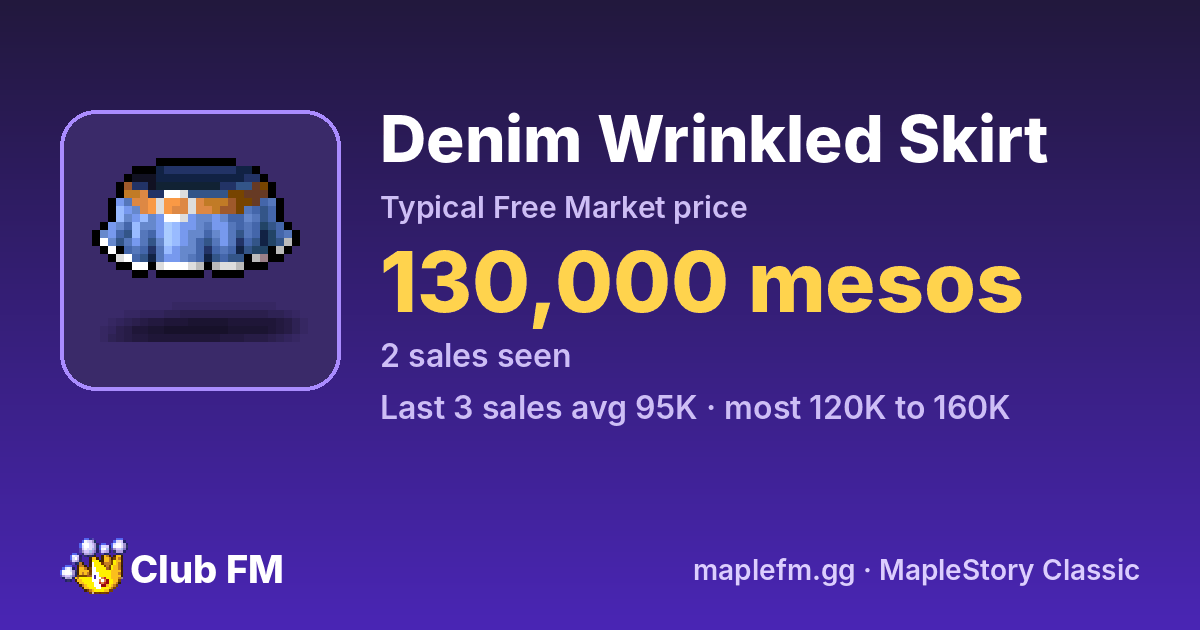 Denim Wrinkled Skirt
Typical Free Market price
130,000 mesos
2 sales seen
Last 3 sales avg 95K · most 120K to 160K
Club FM
maplefm.gg · MapleStory Classic